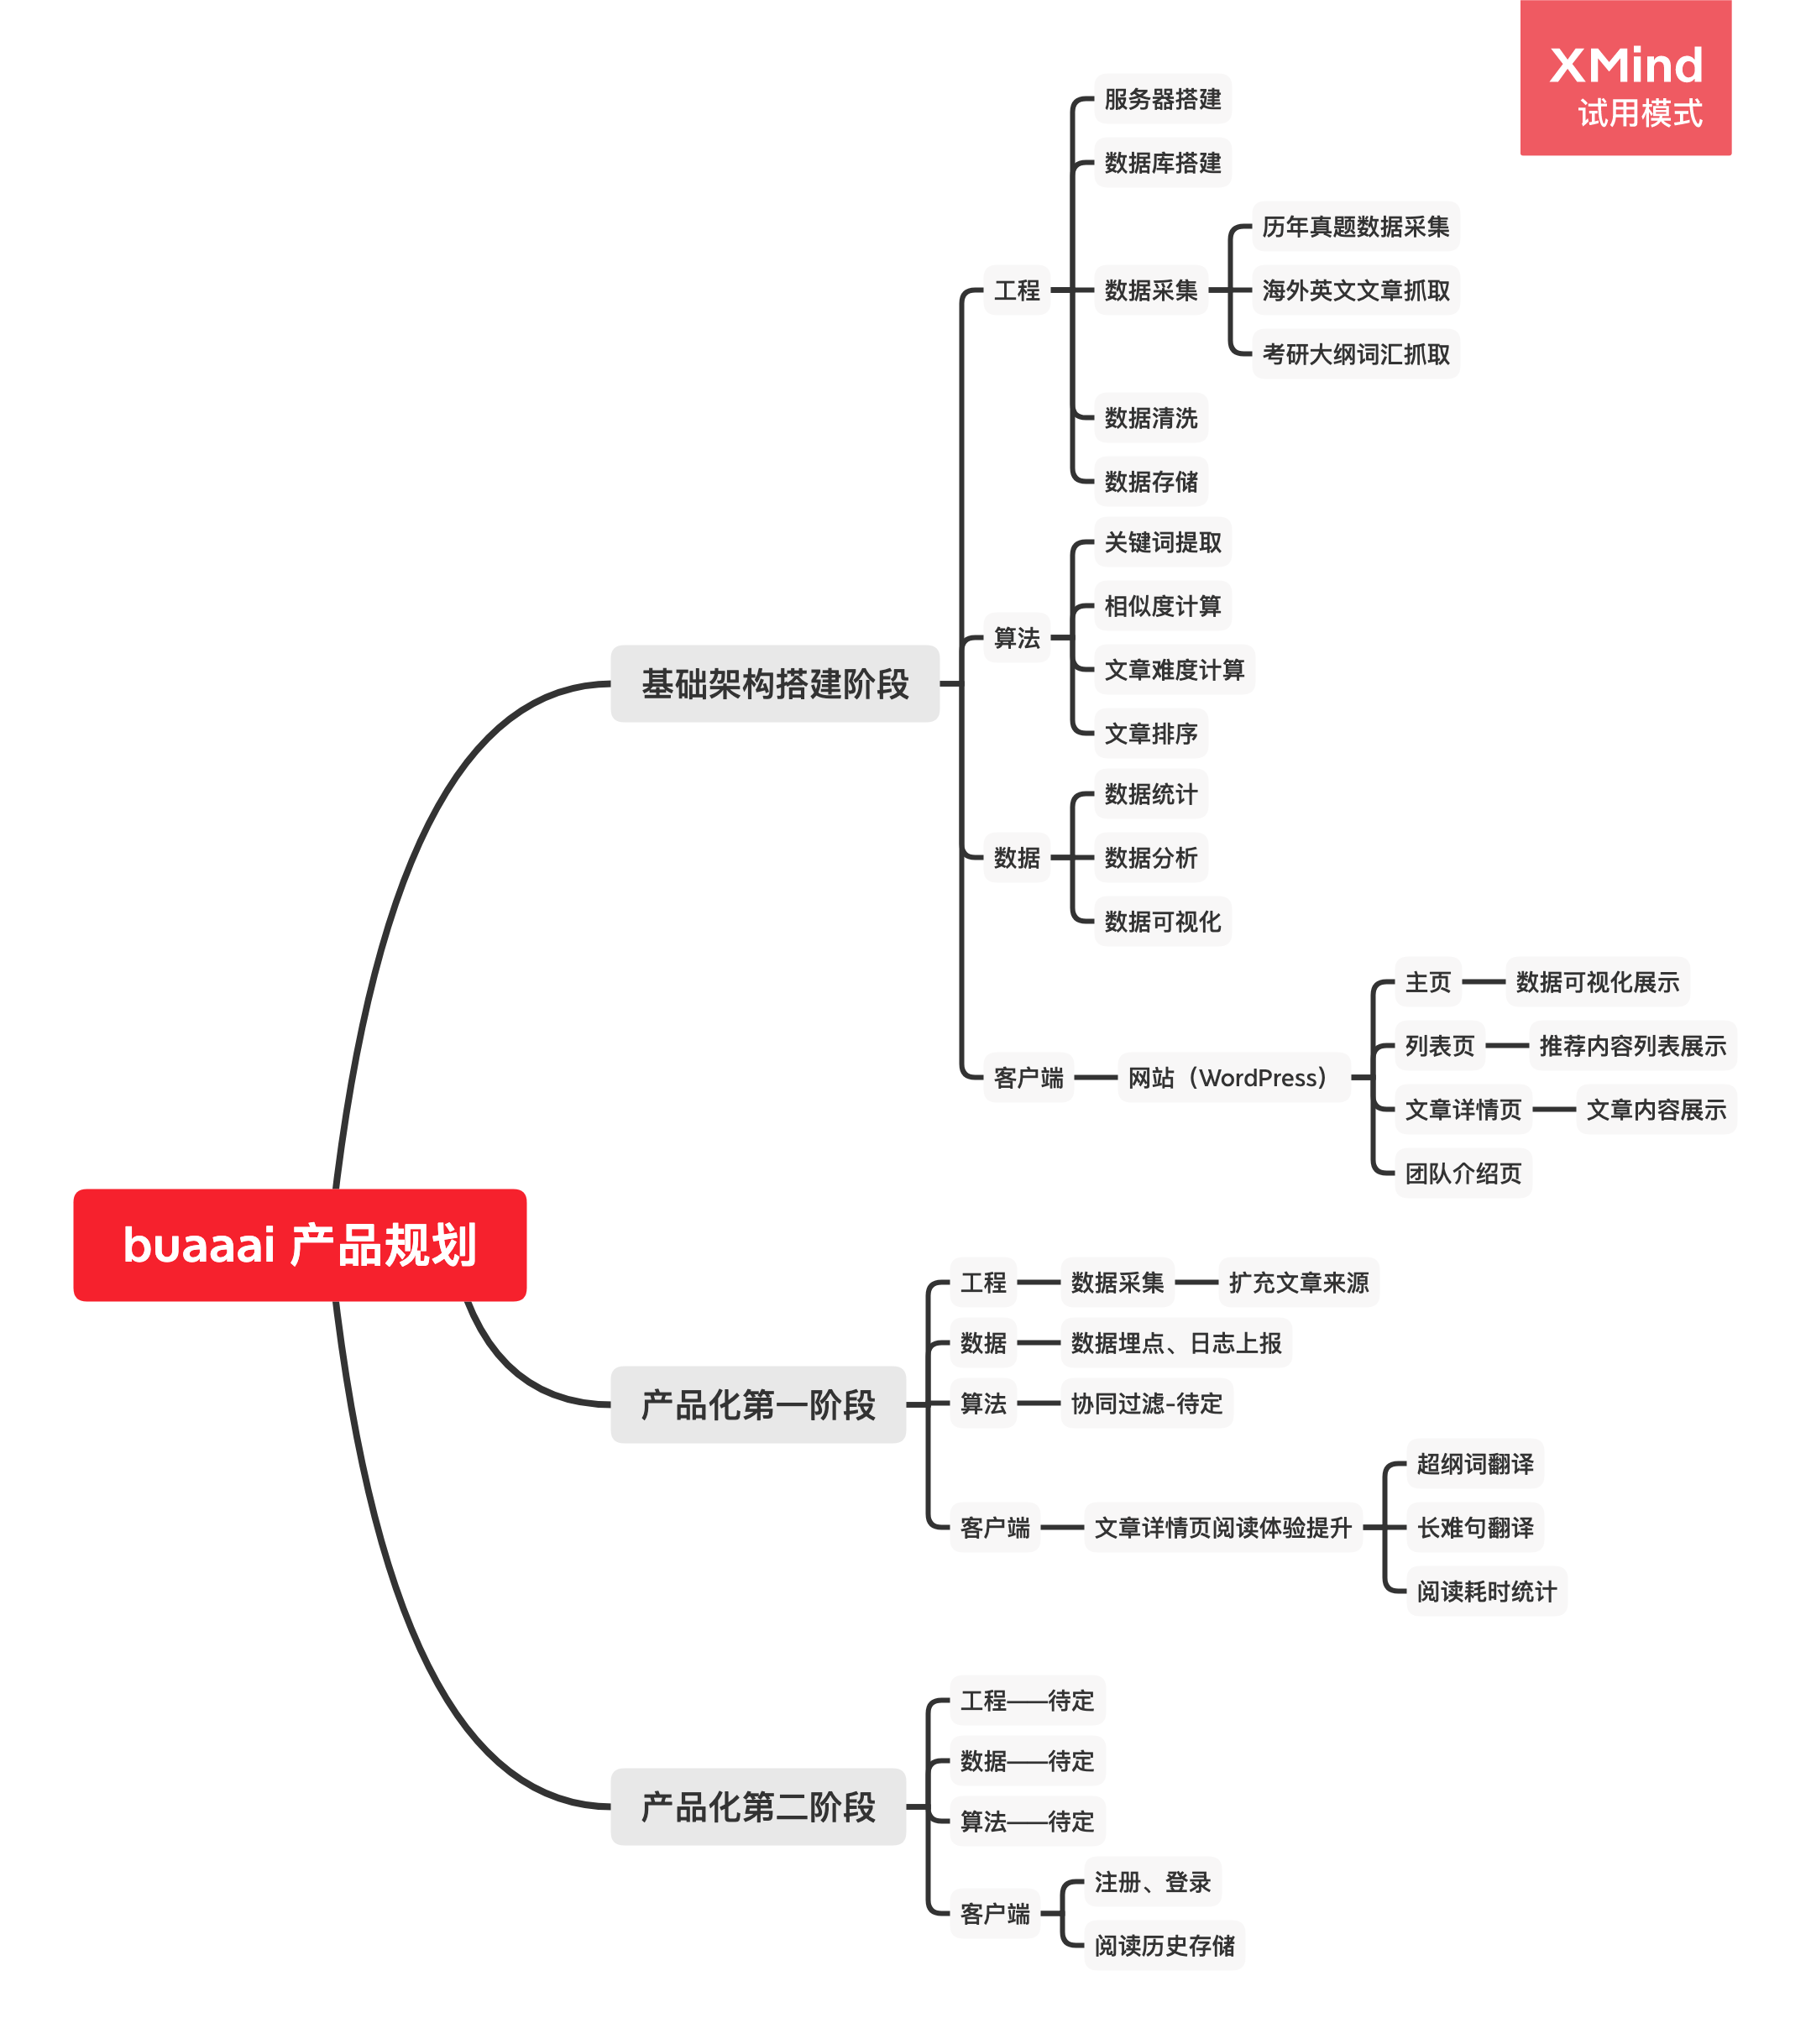 XMind
试用模式
buaaai 产品规划
基础架构搭建阶段
工程
服务器搭建
数据库搭建
数据采集
历年真题数据采集
海外英文文章抓取
考研大纲词汇抓取
数据清洗
数据存储
算法
关键词提取
相似度计算
文章难度计算
文章排序
数据
数据统计
数据分析
数据可视化
客户端
网站（WordPress）
主页
数据可视化展示
列表页
推荐内容列表展示
文章详情页
文章内容展示
团队介绍页
产品化第一阶段
工程
数据采集
扩充文章来源
数据
数据埋点、日志上报
算法
协同过滤-待定
客户端
文章详情页阅读体验提升
超纲词翻译
长难句翻译
阅读耗时统计
产品化第二阶段
工程——待定
数据——待定
算法——待定
客户端
注册、登录
阅读历史存储